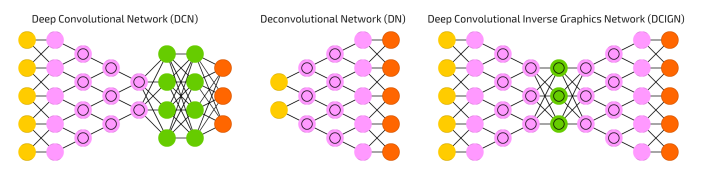 Deep Convolutional Network (DCN)
Deconvolutional Network (DN)
Deep Convolutional Inverse Graphics Network (DCIGN)